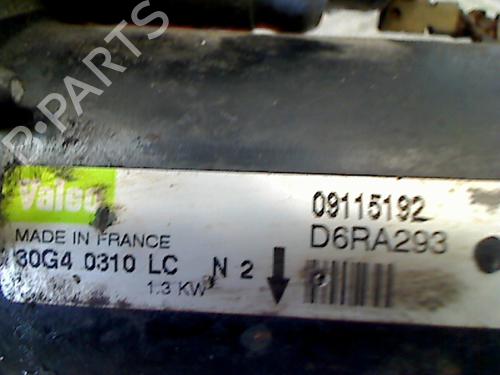 B-PARTS
Valeo
09115192
MADE IN FRANCE
D6RA293
30G4 0310 LC N 2
1.3 KW